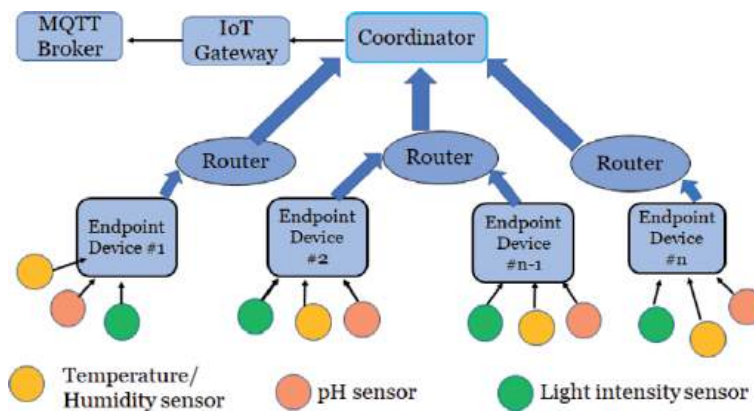 MQTT
Broker
IoT
Gateway
Coordinator
Router
Router
Router
Endpoint
Device #1
Endpoint
Device
#2
Endpoint
Device
#n-1
Endpoint
Device
#n
Temperature/
Humidity sensor
pH sensor
Light intensity sensor